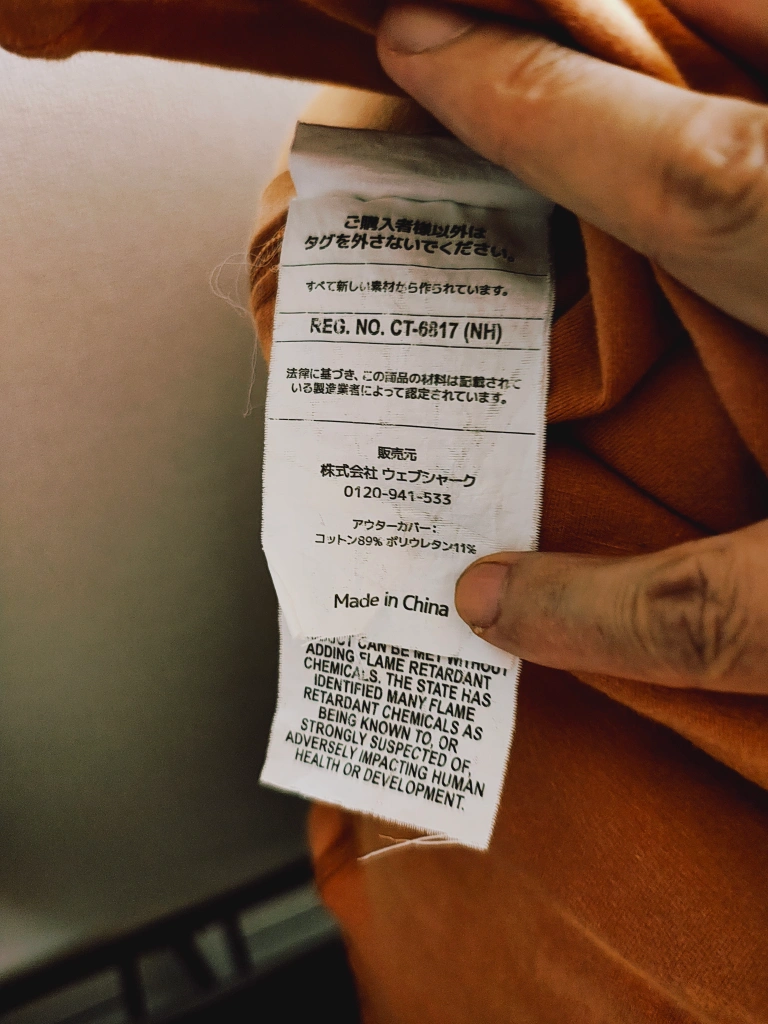 ご購入者様以外は
タグを外さないでください。
すべて新しい素材から作られています。
REG. NO. CT-6817 (NH)
法律に基づき、この商品の材料は記載されて
いる製造業者によって認定されています。
販売元
株式会社 ウェブシャーク
0120-941-533
アウターカバー:
コットン89% ポリウレタン11%
Made in China
CAN BE MET WITHOUT
ADDING FLAME RETARDANT
CHEMICALS. THE STATE HAS
IDENTIFIED MANY FLAME
RETARDANT CHEMICALS AS
BEING KNOWN TO, OR
STRONGLY SUSPECTED OF,
ADVERSELY IMPACTING HUMAN
HEALTH OR DEVELOPMENT.